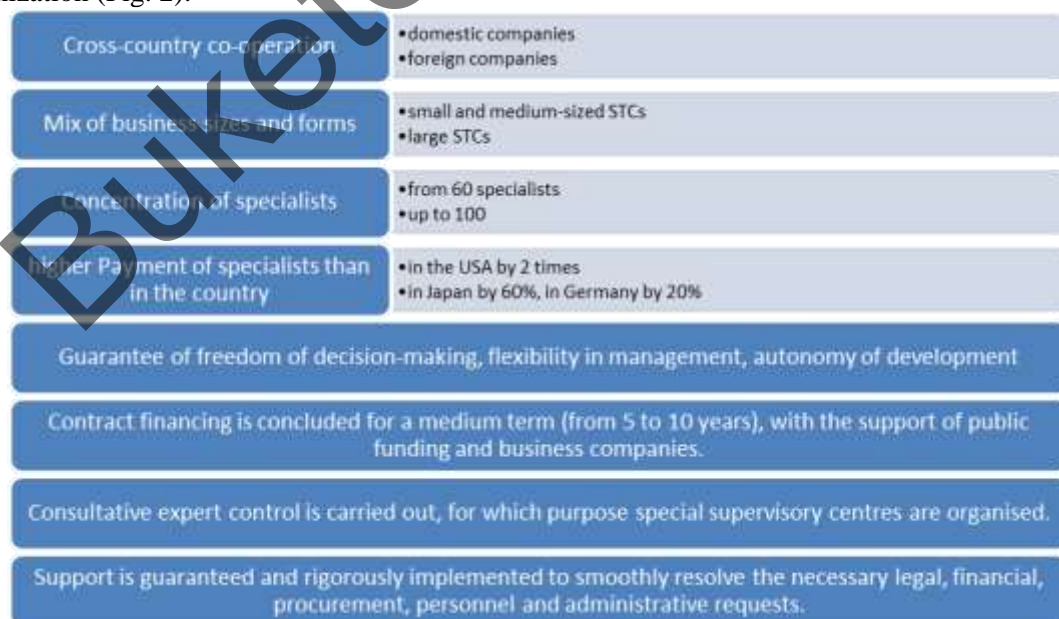 nization (Fig. 2).
Cross-country co-operation
•domestic companies
•foreign companies
Mix of business sizes and forms
•small and medium-sized STCs
•large STCs
Concentration of specialists
•from 60 specialists
•up to 100
higher Payment of specialists than
in the country
•in the USA by 2 times
•in Japan by 60%, in Germany by 20%
Guarantee of freedom of decision-making, flexibility in management, autonomy of development
Contract financing is concluded for a medium term (from 5 to 10 years), with the support of public
funding and business companies.
Consultative expert control is carried out, for which purpose special supervisory centres are organised.
Support is guaranteed and rigorously implemented to smoothly resolve the necessary legal, financial,
procurement, personnel and administrative requests.
Buket